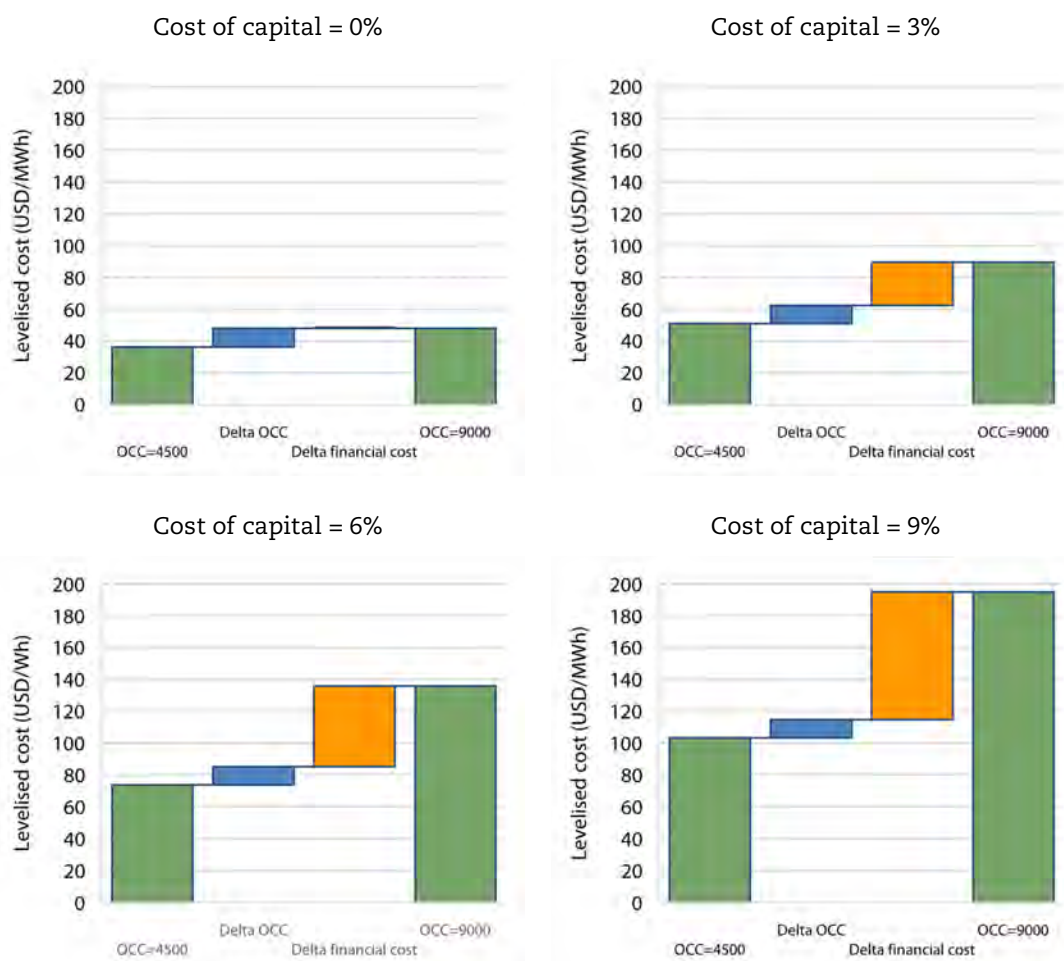 Cost of capital = 0%
Levelised cost (USD/MWh)
200
180
160
140
120
100
80
60
40
20
0
Delta OCC
OCC=9000
OCC=4500
Delta financial cost
Cost of capital = 3%
Levelised cost (USD/MWh)
200
180
160
140
120
100
80
60
40
20
0
Delta OCC
OCC=9000
OCC=4500
Delta financial cost
Cost of capital = 6%
Levelised cost (USD/Wh)
200
180
160
140
120
100
80
60
40
20
0
Delta OCC
OCC=9000
OCC=4500
Delta financial cost
Cost of capital = 9%
Levelised cost (USD/MWh)
200
180
160
140
120
100
80
60
40
20
0
Delta OCC
OCC=9000
OCC=4500
Delta financial cost